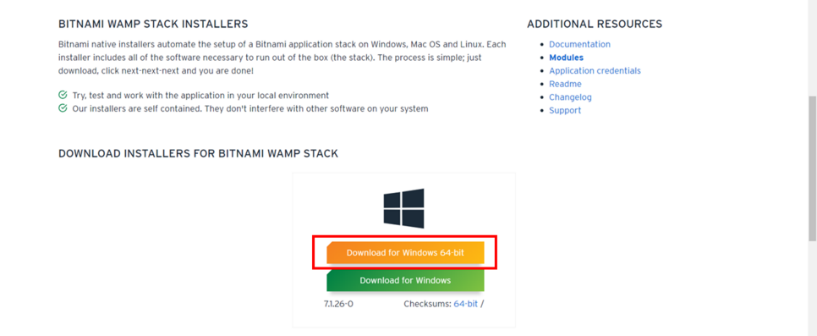 BITNAMI WAMP STACK INSTALLERS
Bitnami native installers automate the setup of a Bitnami application stack on Windows, Mac OS and Linux. Each
installer includes all of the software necessary to run out of the box (the stack). The process is simple; just
download, click next-next-next and you are done!
Try, test and work with the application in your local environment
Our installers are self contained. They don't interfere with other software on your system
ADDITIONAL RESOURCES
Documentation
Modules
Application credentials
Readme
Changelog
Support
DOWNLOAD INSTALLERS FOR BITNAMI WAMP STACK
Download for Windows 64-bit
Download for Windows
7.1.26-0 Checksums: 64-bit /